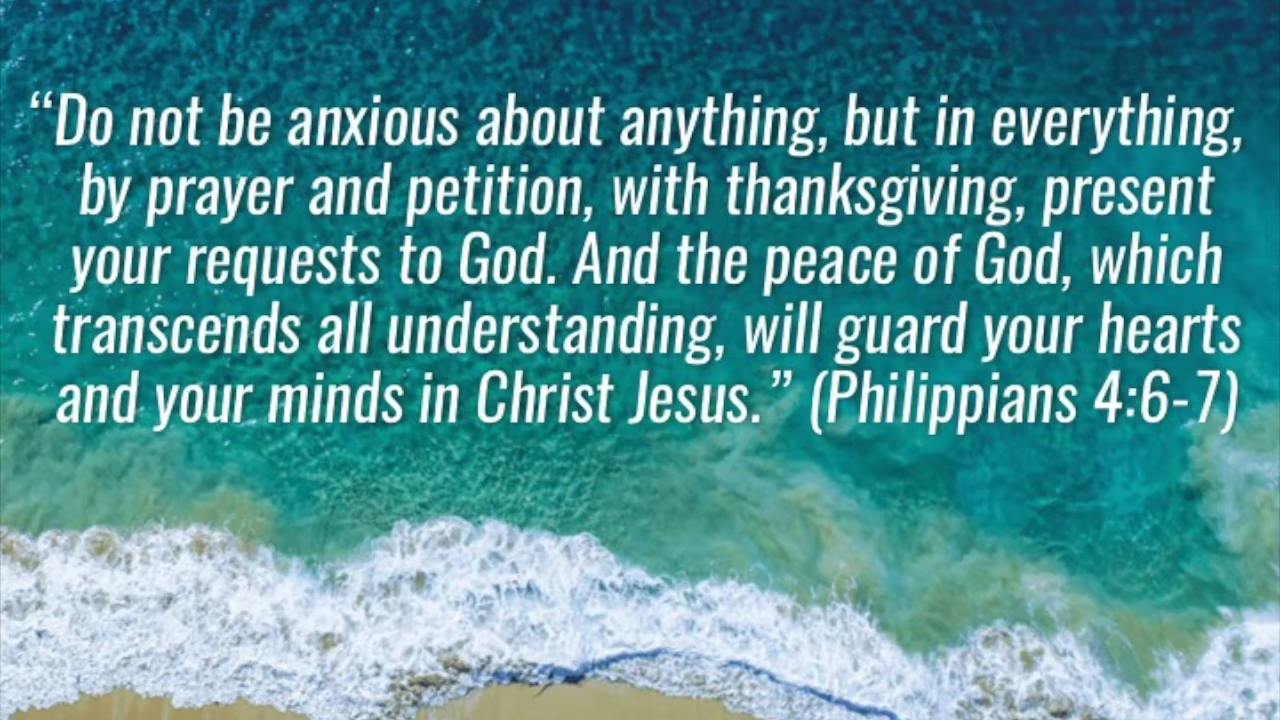 “Do not be anxious about anything, but in everything,
by prayer and petition, with thanksgiving, present
your requests to God. And the peace of God, which
transcends all understanding, will guard your hearts
and your minds in Christ Jesus.” (Philippians 4:6-7)